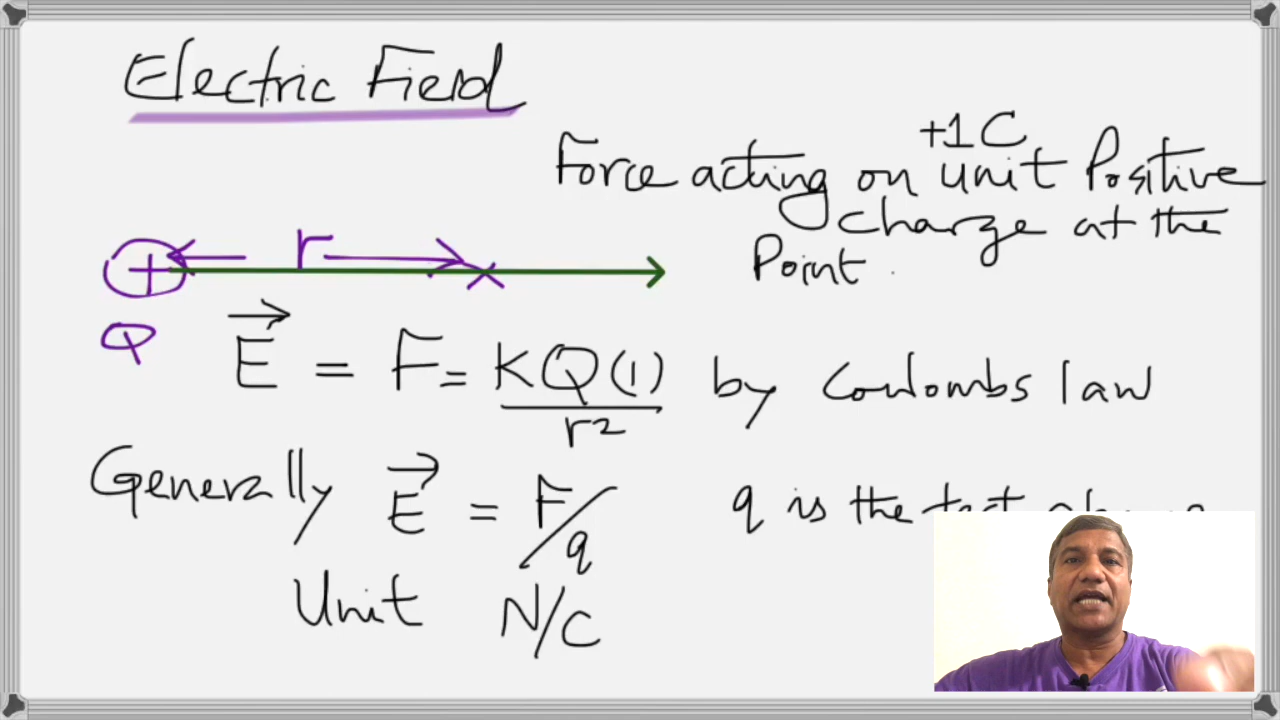 Electric Field
+1C
Force acting on unit Positive
charge at the
Point.
r
+
Q
E = F = KQ(1)/r² by Coulombs law
Generally E = F/q q is the test
Unit N/C